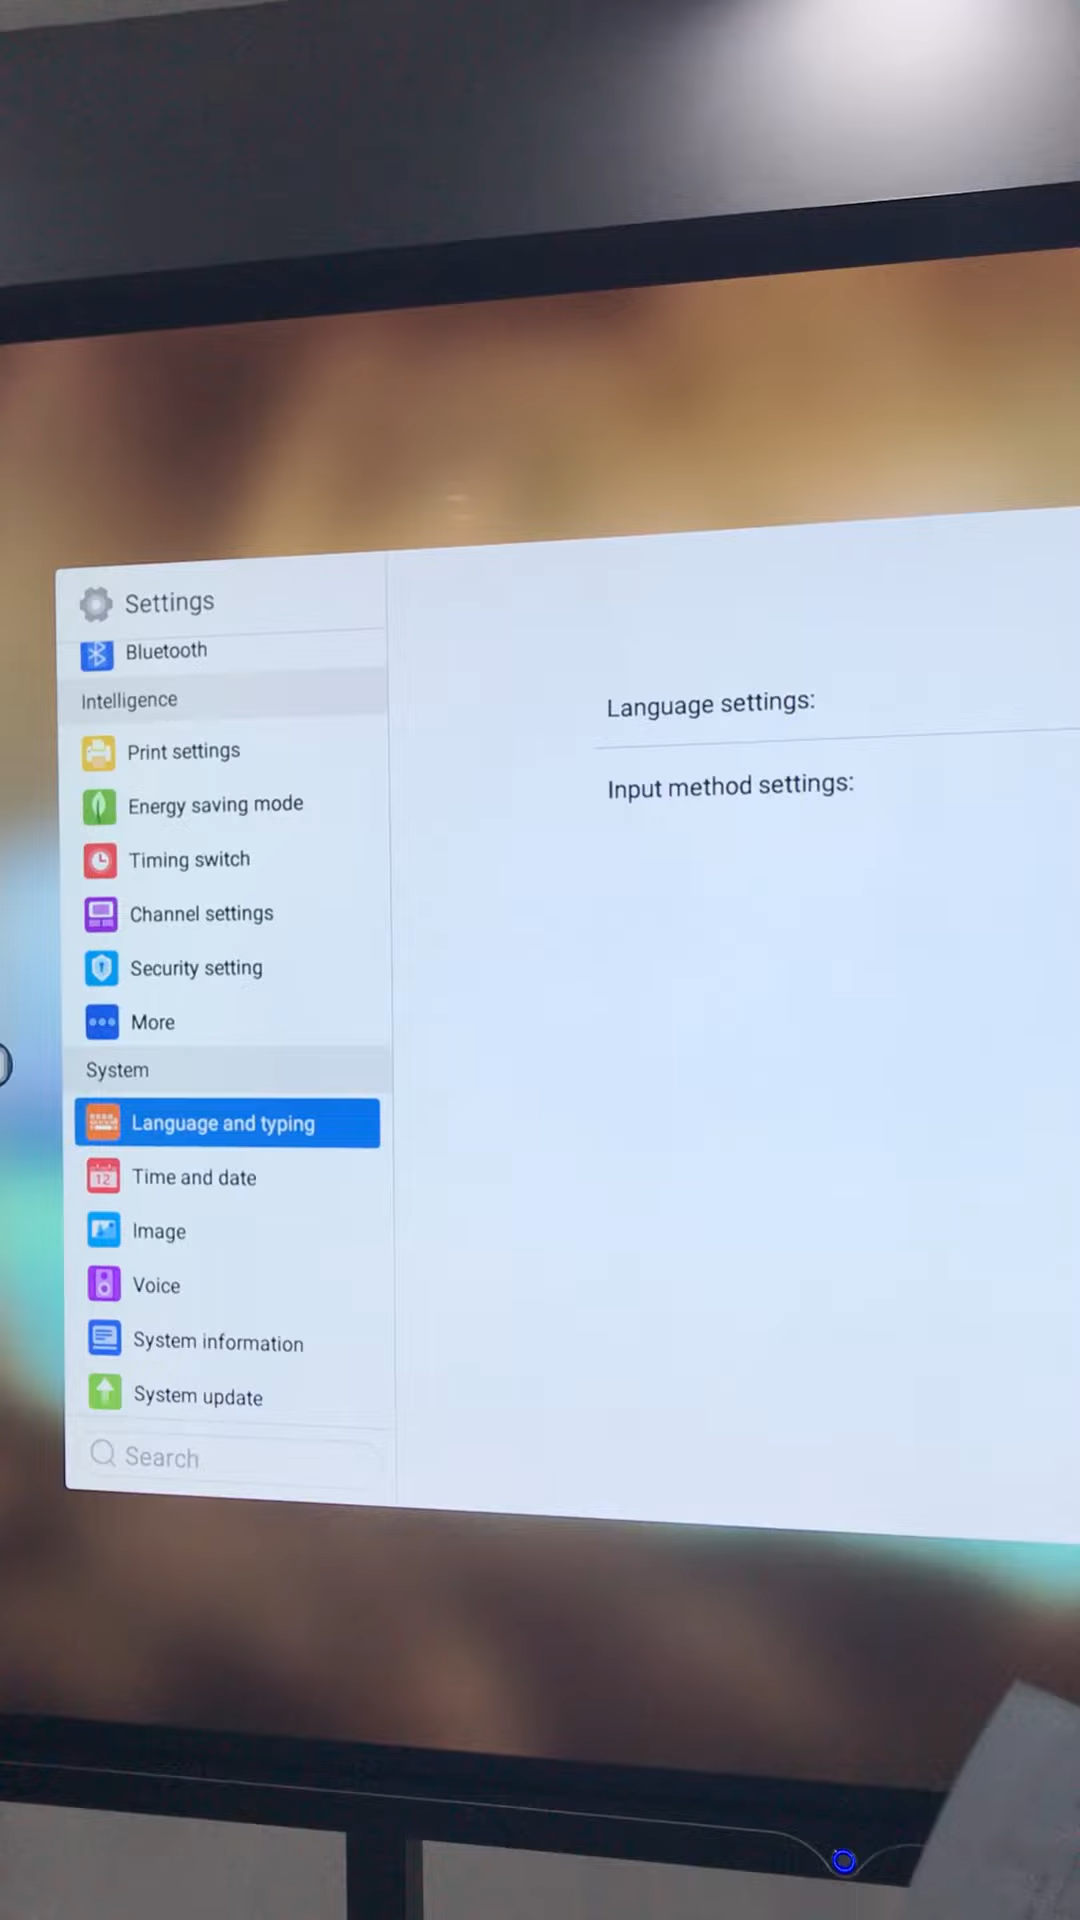 Settings
Bluetooth
Intelligence
Print settings
Energy saving mode
Timing switch
Channel settings
Security setting
More
System
Language and typing
12
Time and date
Image
Voice
System information
System update
Search
Language settings:
Input method settings: